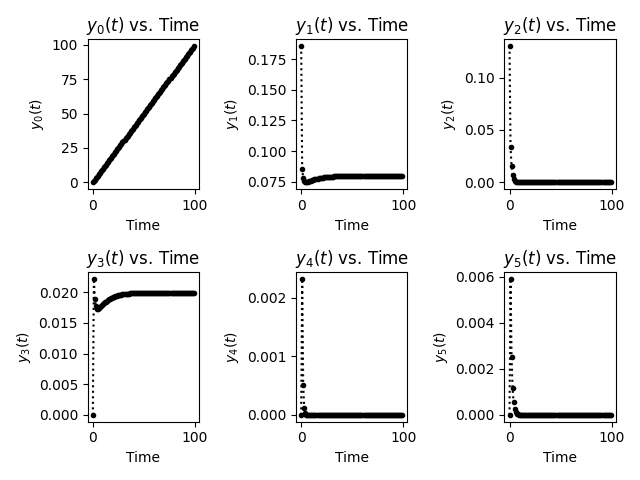 y₀(t) vs. Time
y₁(t) vs. Time
y₂(t) vs. Time
100
75
50
25
0
y₀(t)
0
100
Time
0.175
0.150
0.125
0.100
0.075
y₁(t)
0
100
Time
0.10
0.05
0.00
y₂(t)
0
100
Time
y₃(t) vs. Time
y₄(t) vs. Time
y₅(t) vs. Time
0.020
0.015
0.010
0.005
0.000
y₃(t)
0
100
Time
0.002
0.001
0.000
y₄(t)
0
100
Time
0.006
0.004
0.002
0.000
y₅(t)
0
100
Time